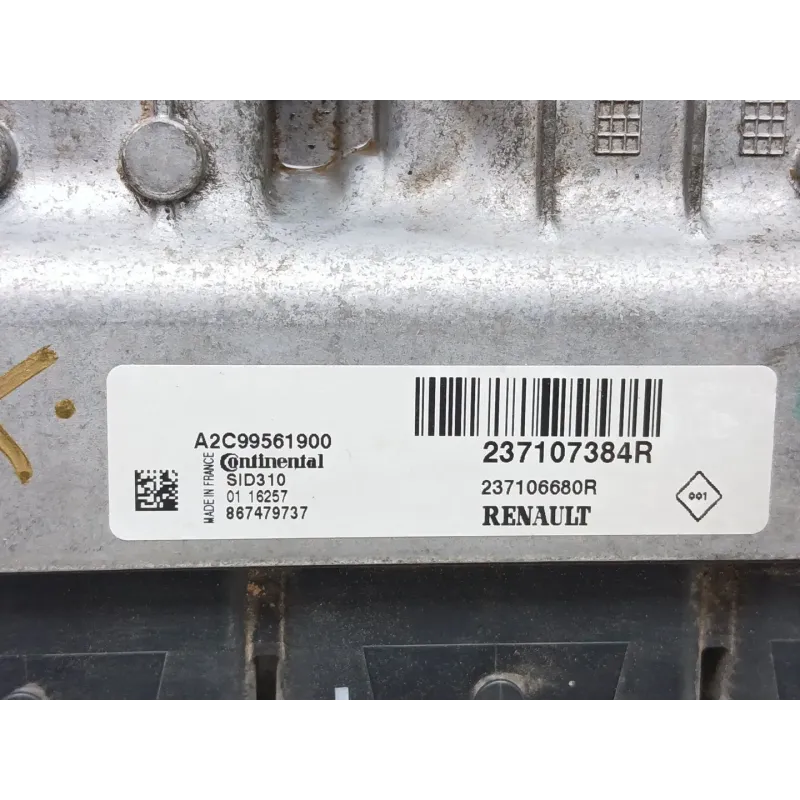 A2C99561900
MADE IN FRANCE
Continental
SID310
01 16257
867479737
237107384R
237106680R
RENAULT
001